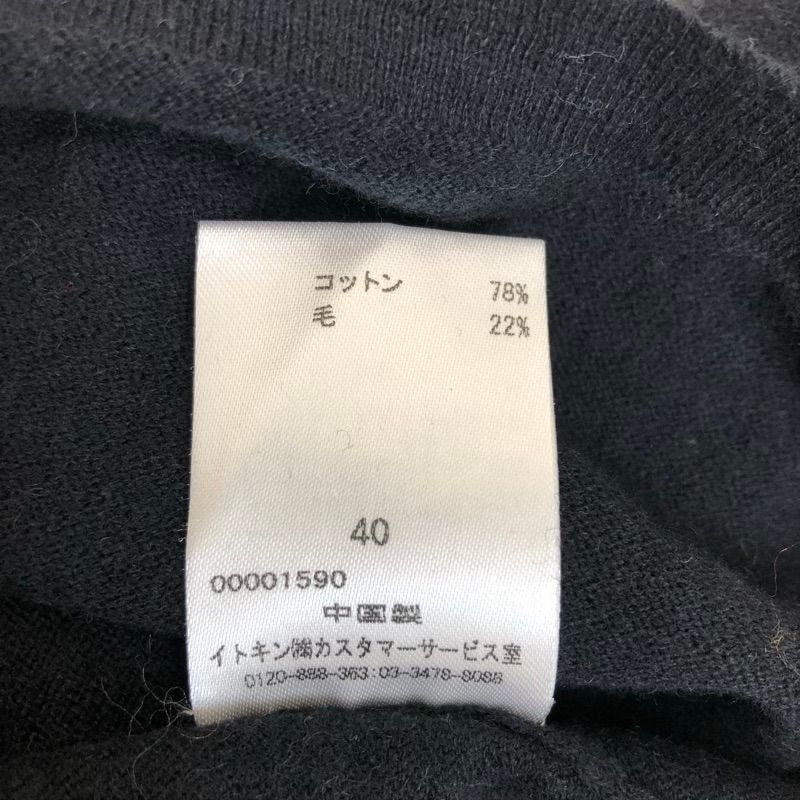 コットン 78%
毛 22%
40
00001590
中国製
イトキン㈱カスタマーサービス室
0120-888-363:03-3478-8088